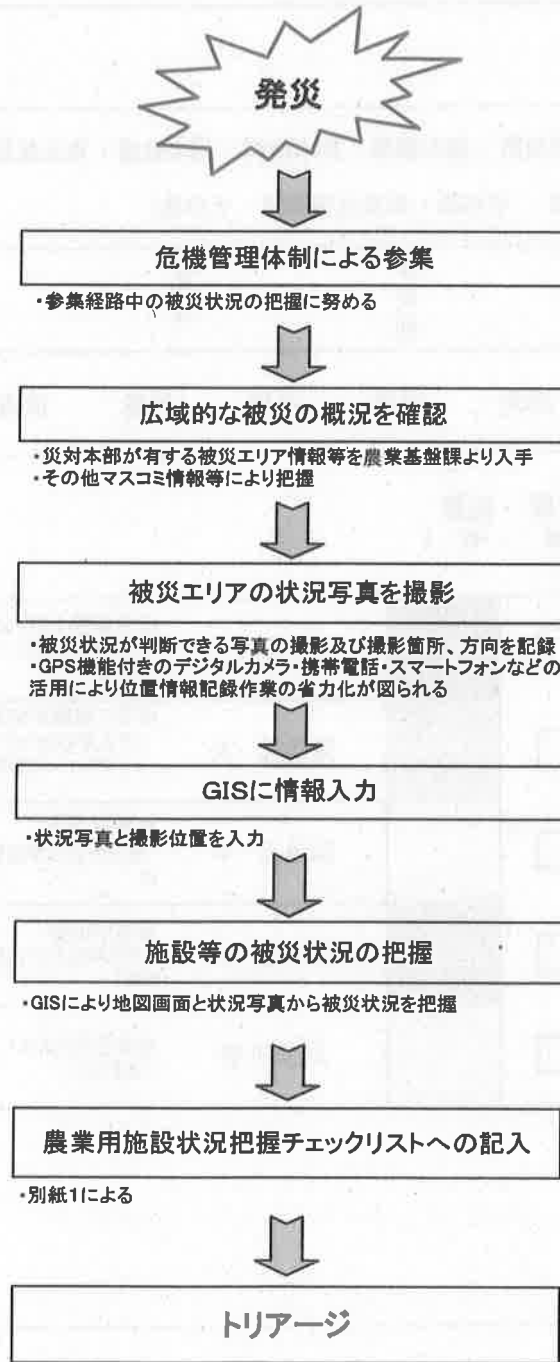 発災
危機管理体制による参集
・参集経路中の被災状況の把握に努める
広域的な被災の概況を確認
・災対本部が有する被災エリア情報等を農業基盤課より入手
・その他マスコミ情報等により把握
被災エリアの状況写真を撮影
・被災状況が判断できる写真の撮影及び撮影箇所、方向を記録
・GPS機能付きのデジタルカメラ・携帯電話・スマートフォンなどの
活用により位置情報記録作業の省力化が図られる
GISに情報入力
・状況写真と撮影位置を入力
施設等の被災状況の把握
・GISにより地図画面と状況写真から被災状況を把握
農業用施設状況把握チェックリストへの記入
・別紙1による
トリアージ